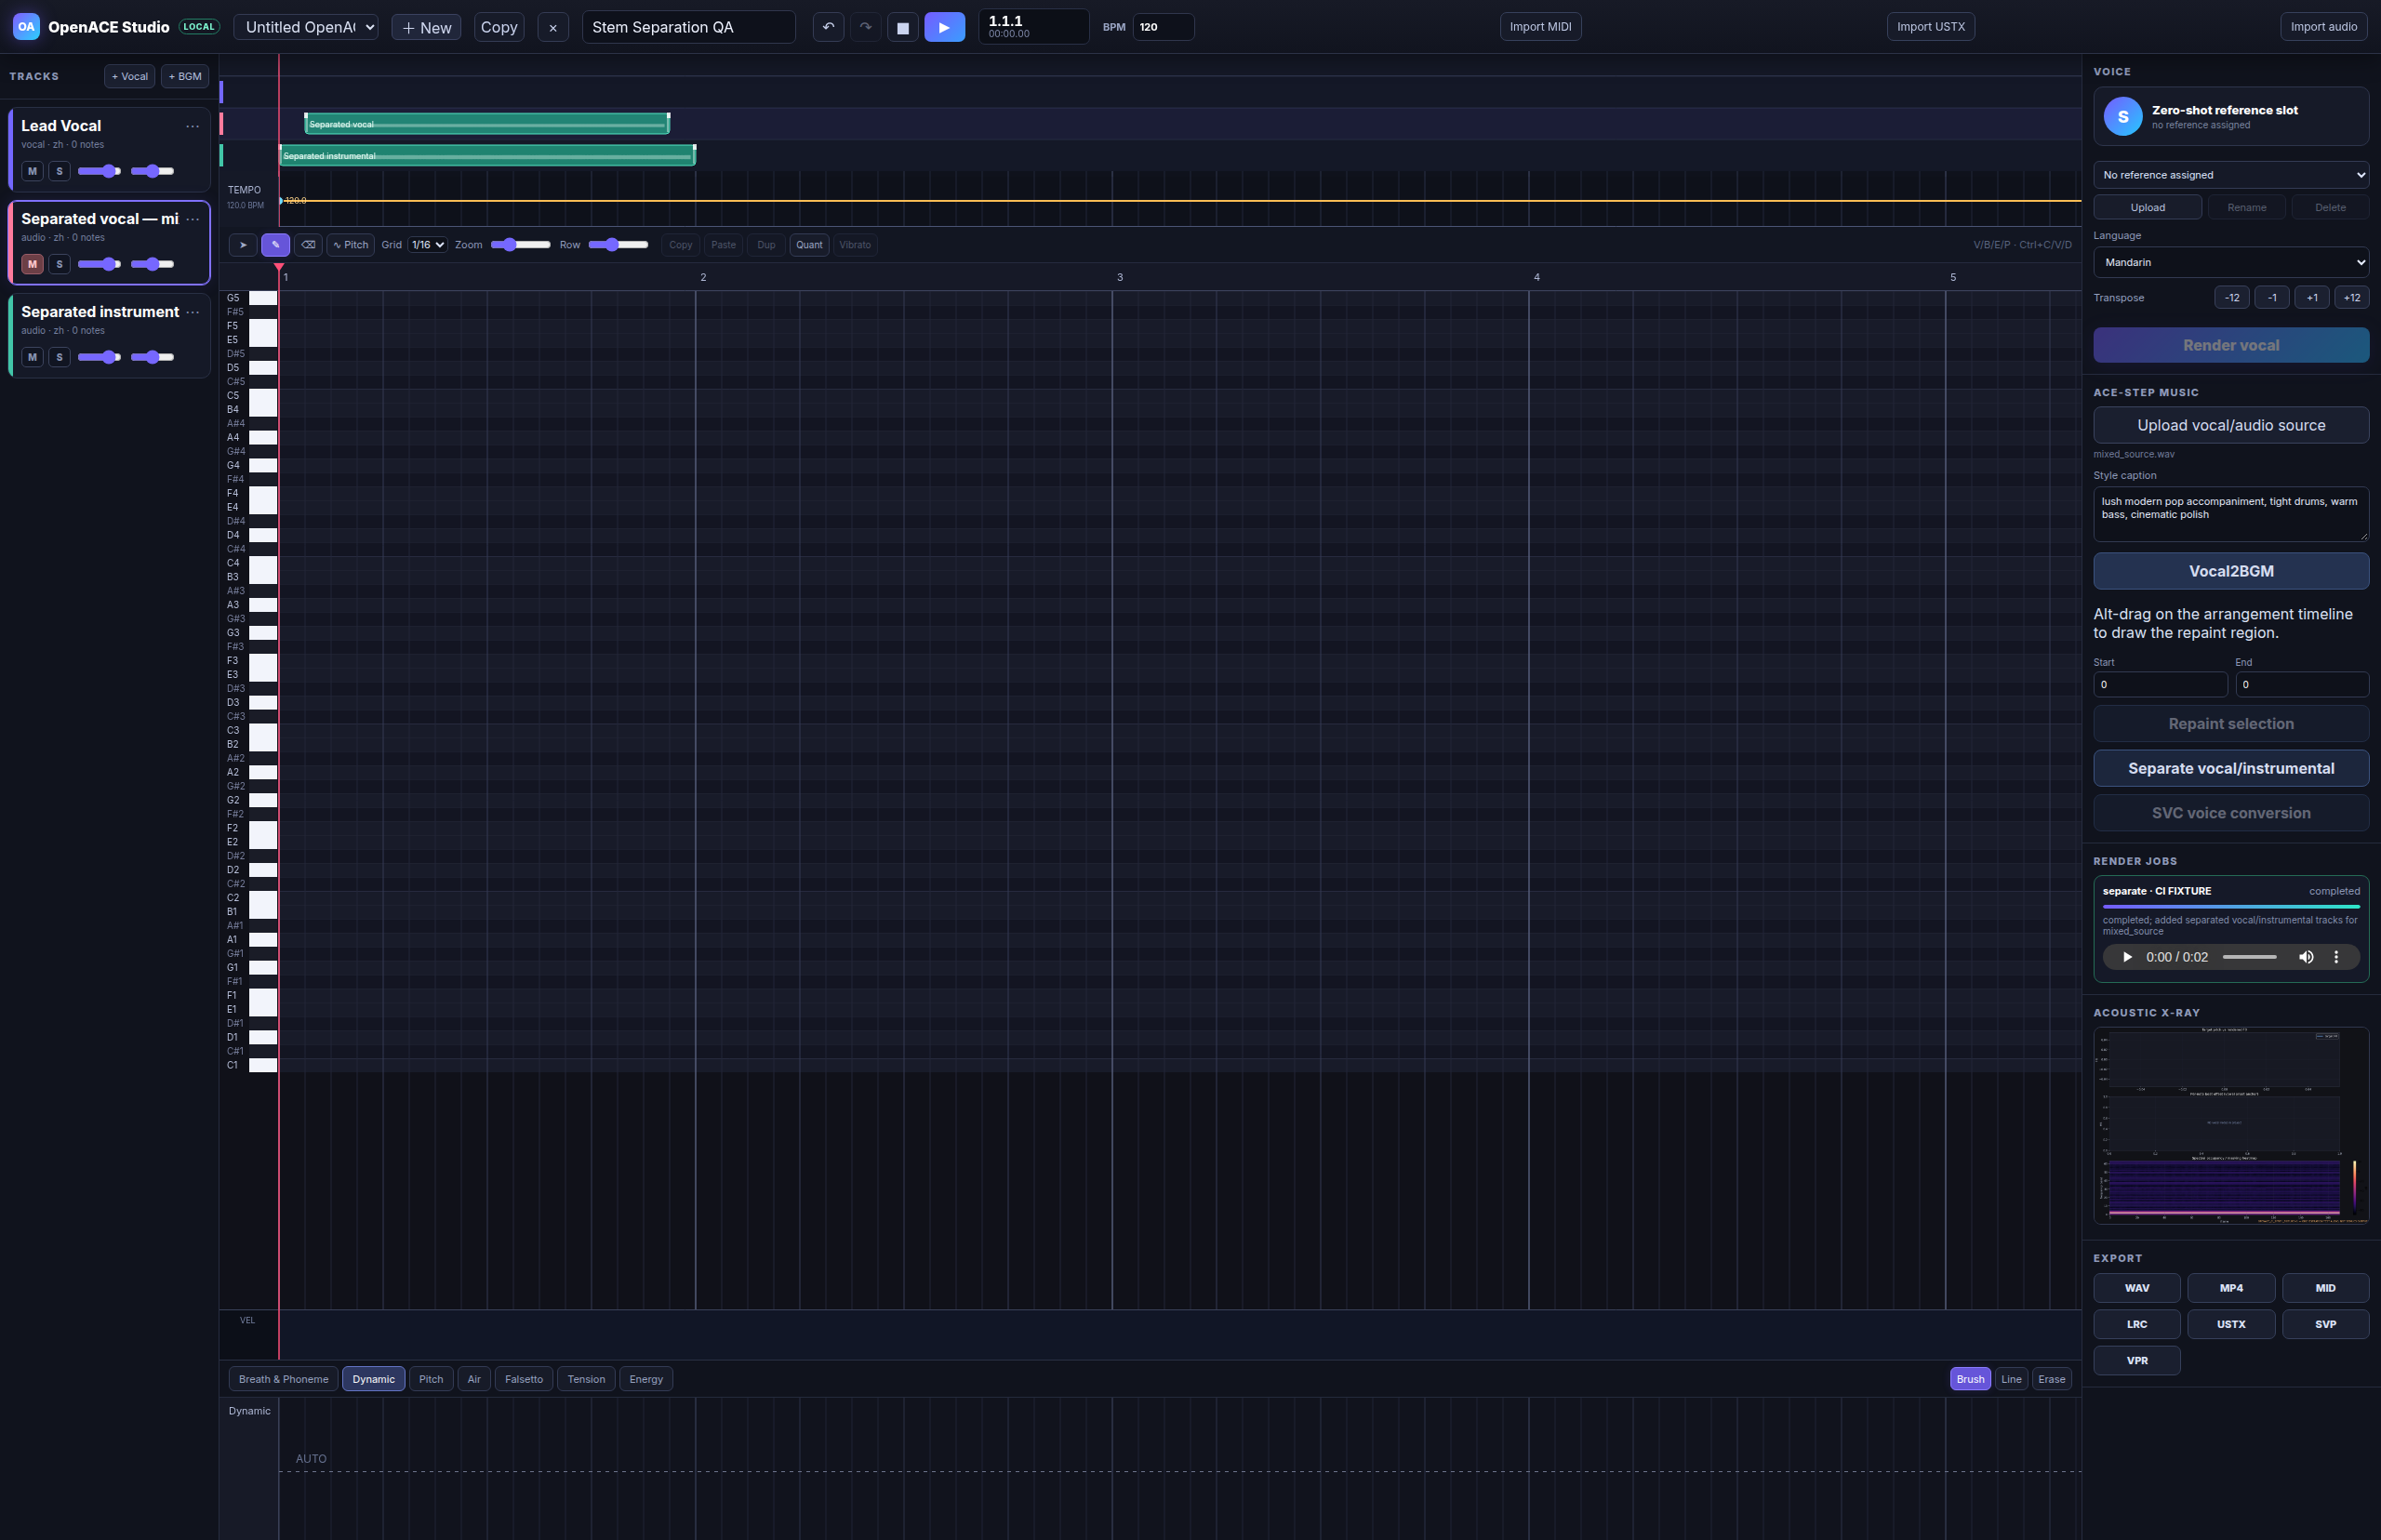 OA OpenACE Studio LOCAL Untitled OpenA( + New Copy × Stem Separation QA 1.1.1 00:00.00 BPM 120 Import MIDI Import USTX Import audio
TRACKS + Vocal + BGM
Lead Vocal ...
vocal · zh · 0 notes
M S
Separated vocal — mi ...
audio · zh · 0 notes
M S
Separated instrument ...
audio · zh · 0 notes
M S
Separated vocal
Separated instrumental
TEMPO
120.0 BPM
120.0
Pitch Grid 1/16 Zoom Row Copy Paste Dup Quant Vibrato V/B/E/P · Ctrl+C/V/D
1 2 3 4 5
G5
F#5
F5
E5
D#5
D5
C#5
C5
B4
A#4
A4
G#4
G4
F#4
F4
E4
D#4
D4
C#4
C4
B3
A#3
A3
G#3
G3
F#3
F3
E3
D#3
D3
C#3
C3
B2
A#2
A2
G#2
G2
F#2
F2
E2
D#2
D2
C#2
C2
B1
A#1
A1
G#1
G1
F#1
F1
E1
D#1
D1
C#1
C1
VEL
Breath & Phoneme Dynamic Pitch Air Falsetto Tension Energy Brush Line Erase
Dynamic
AUTO
VOICE
S
Zero-shot reference slot
no reference assigned
No reference assigned
Upload Rename Delete
Language
Mandarin
Transpose -12 -1 +1 +12
Render vocal
ACE-STEP MUSIC
Upload vocal/audio source
mixed_source.wav
Style caption
lush modern pop accompaniment, tight drums, warm
bass, cinematic polish
Vocal2BGM
Alt-drag on the arrangement timeline
to draw the repaint region.
Start End
0 0
Repaint selection
Separate vocal/instrumental
SVC voice conversion
RENDER JOBS
separate · CI FIXTURE completed
completed; added separated vocal/instrumental tracks for
mixed_source
0:00 / 0:02
ACOUSTIC X-RAY
EXPORT
WAV MP4 MID
LRC USTX SVP
VPR